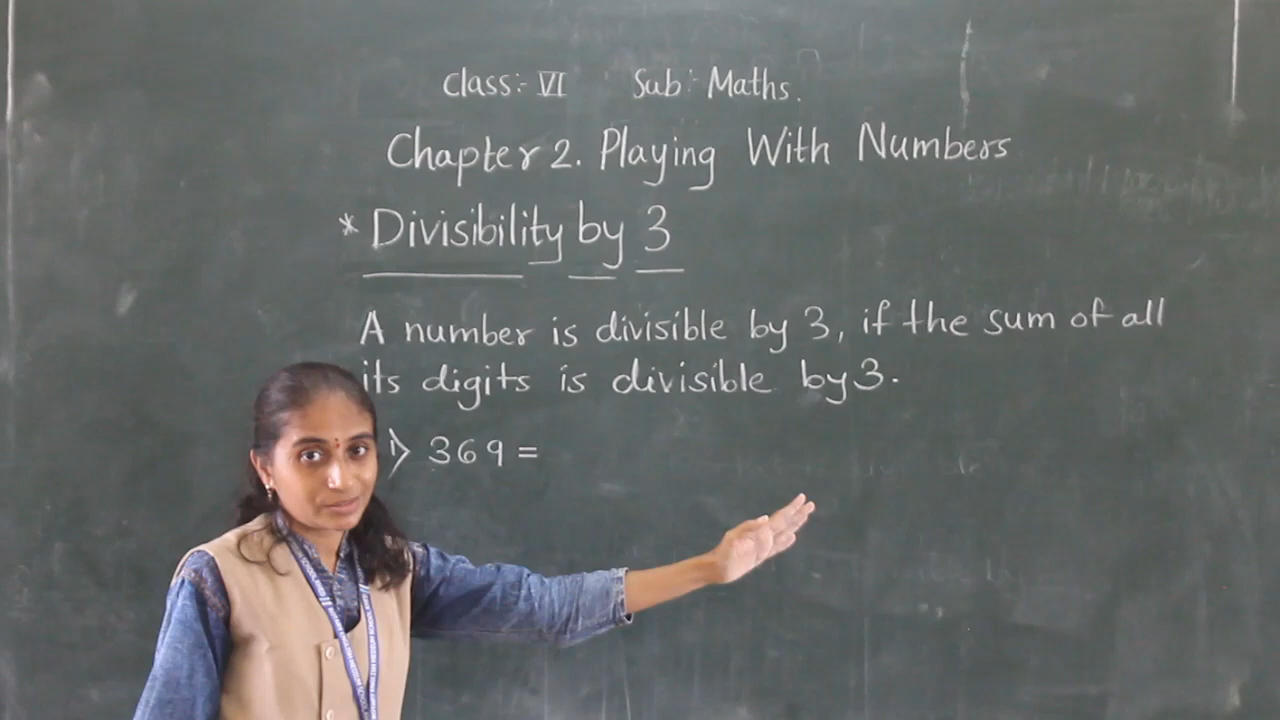 Class:- VI Sub:- Maths.
Chapter 2. Playing With Numbers
* Divisibility by 3
A number is divisible by 3, if the sum of all
its digits is divisible by 3.
1) 369 =